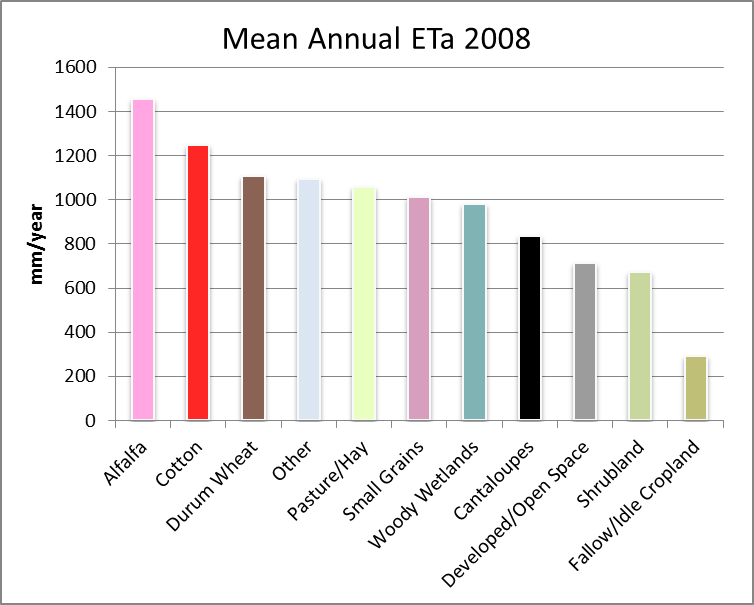 Mean Annual ETa 2008
1600
1400
1200
1000
800
600
400
200
0
mm/year
Alfalfa
Cotton
Durum Wheat
Other
Pasture/Hay
Small Grains
Woody Wetlands
Cantaloupes
Developed/Open Space
Shrubland
Fallow/Idle Cropland